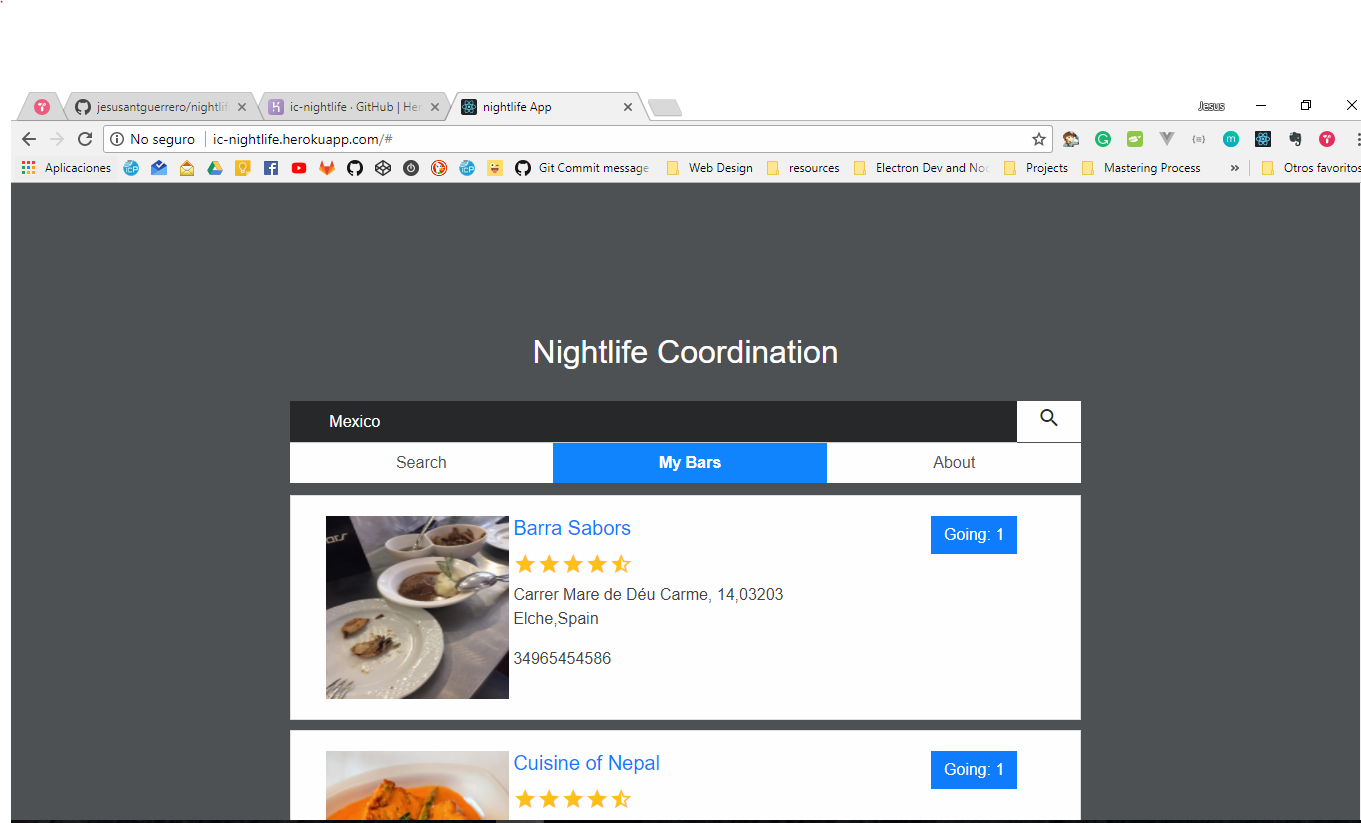 jesusantguerrero/nightlif
ic-nightlife · GitHub | Her
nightlife App
Jesus
No seguro
ic-nightlife.herokuapp.com/#
Aplicaciones
Git Commit message
Web Design
resources
Electron Dev and Noc
Projects
Mastering Process
»
Otros favoritos
Nightlife Coordination
Mexico
Search
My Bars
About
Barra Sabors
Going: 1
Carrer Mare de Déu Carme, 14,03203
Elche,Spain
34965454586
Cuisine of Nepal
Going: 1